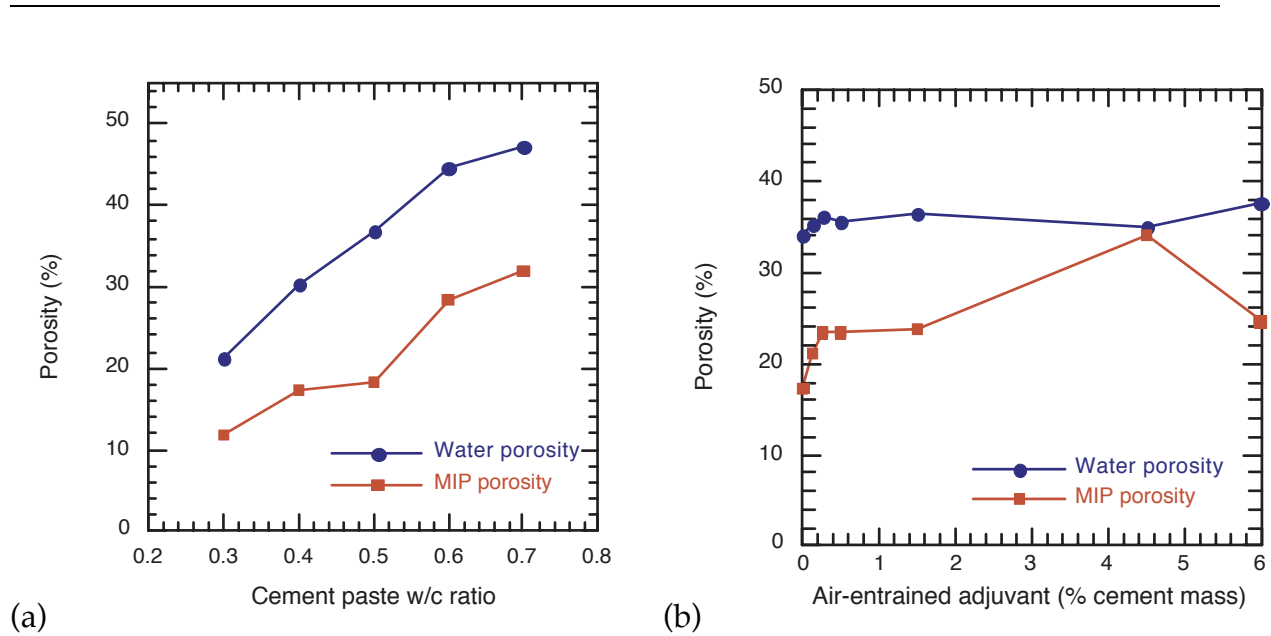 50
40
30
20
10
0
0.2 0.3 0.4 0.5 0.6 0.7 0.8
Porosity (%)
Cement paste w/c ratio
Water porosity
MIP porosity
(a)
50
40
30
20
10
0
0 1 2 3 4 5 6
Porosity (%)
Air-entrained adjuvant (% cement mass)
Water porosity
MIP porosity
(b)